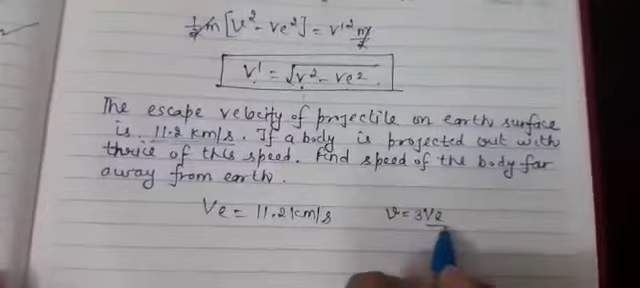 1/2 m [v² - ve²] = v'² m/2
v' = √v² - ve²
The escape velocity of projectile on earth surface
is 11.2 km/s. If a body is projected out with
thrice of this speed. Find speed of the body far
away from earth.
Ve = 11.2 km/s v = 3Ve